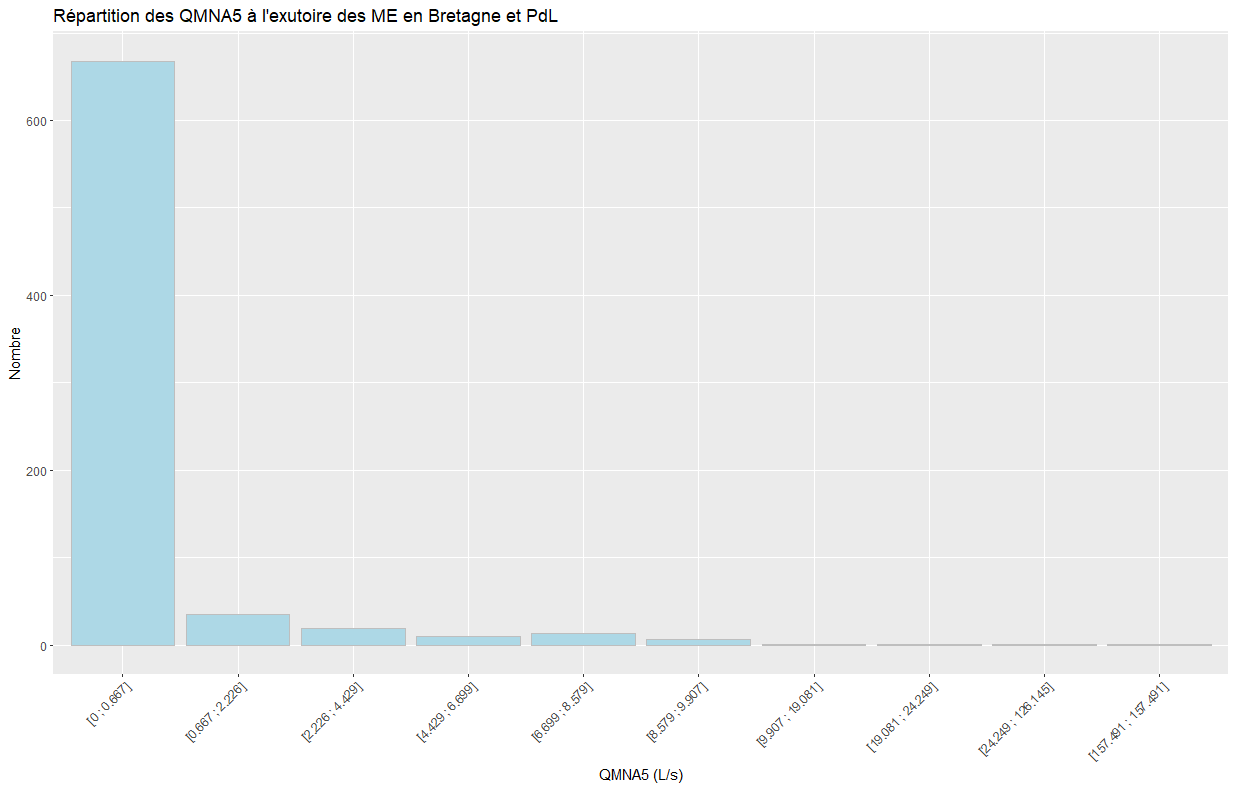 Répartition des QMNA5 à l'exutoire des ME en Bretagne et PdL
600
400
200
0
Nombre
[0 ; 0.667]
[0.667 ; 2.226]
[2.226 ; 4.429]
[4.429 ; 6.699]
[6.699 ; 8.579]
[8.579 ; 9.907]
[9.907 ; 19.081]
[19.081 ; 24.249]
[24.249 ; 126.145]
[157.491 ; 157.491]
QMNA5 (L/s)